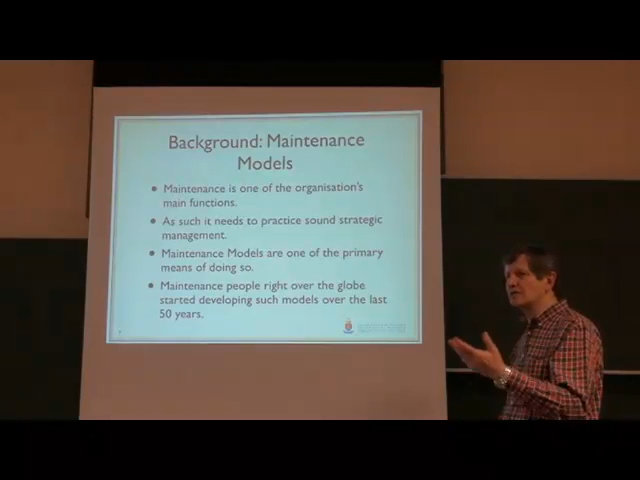 Background: Maintenance
Models
• Maintenance is one of the organisation's
main functions.
• As such it needs to practice sound strategic
management.
• Maintenance Models are one of the primary
means of doing so.
• Maintenance people right over the globe
started developing such models over the last
50 years.